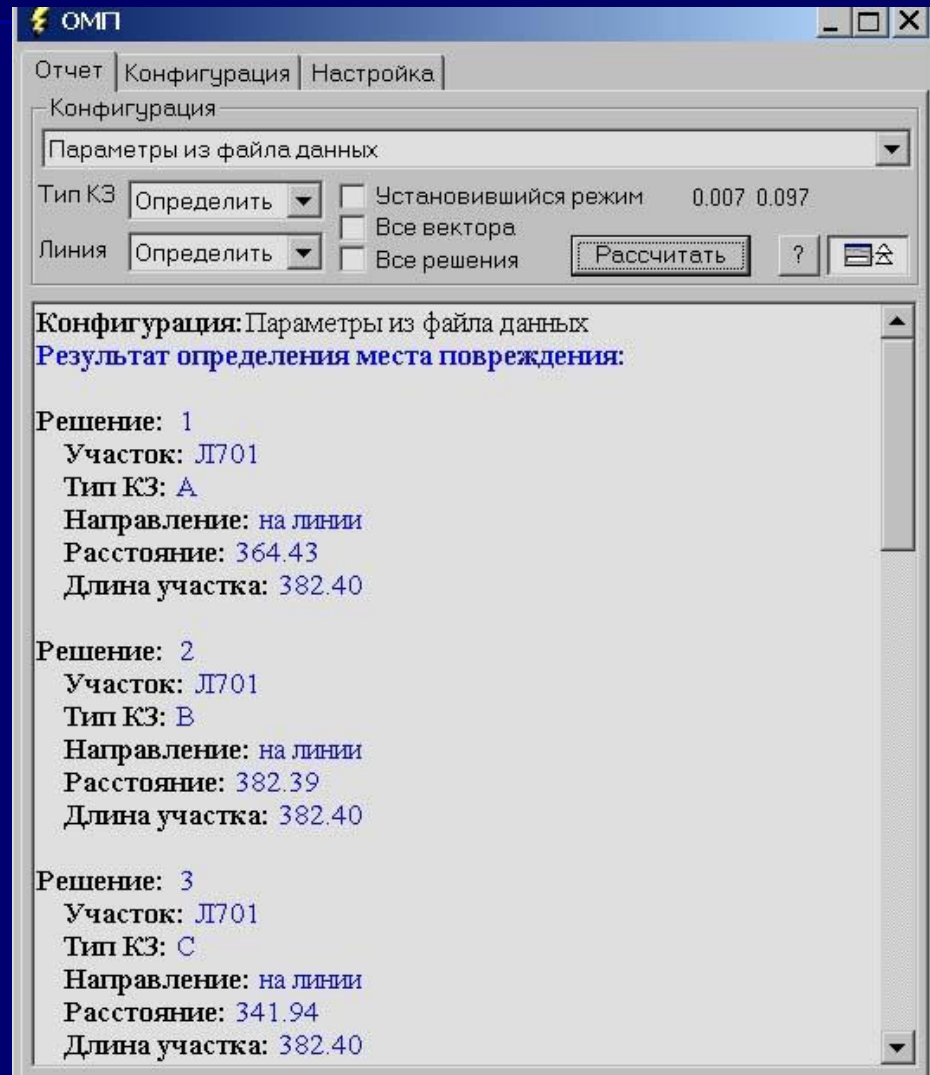 ОМП
Отчет Конфигурация Настройка
Конфигурация
Параметры из файла данных
Тип КЗ Определить Установившийся режим 0.007 0.097
Все вектора
Линия Определить Все решения Рассчитать ?
Конфигурация: Параметры из файла данных
Результат определения места повреждения:
Решение: 1
Участок: Л701
Тип КЗ: А
Направление: на линии
Расстояние: 364.43
Длина участка: 382.40
Решение: 2
Участок: Л701
Тип КЗ: В
Направление: на линии
Расстояние: 382.39
Длина участка: 382.40
Решение: 3
Участок: Л701
Тип КЗ: С
Направление: на линии
Расстояние: 341.94
Длина участка: 382.40